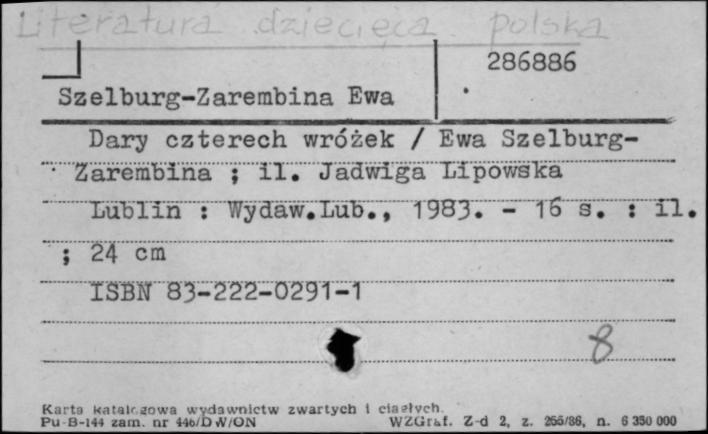 Literatura dziecięca polska
286886
Szelburg-Zarembina Ewa
Dary czterech wróżek / Ewa Szelburg-
Zarembina ; il. Jadwiga Lipowska
Lublin : Wydaw.Lub., 1983. - 16 s. : il.
; 24 cm
ISBN 83-222-0291-1
8
Karta katalogowa wydawnictw zwartych i ciągłych.
Pu-B-144 zam. nr 446/DW/ON WZGraf. Z-d 2, z. 265/86, n. 6 350 000